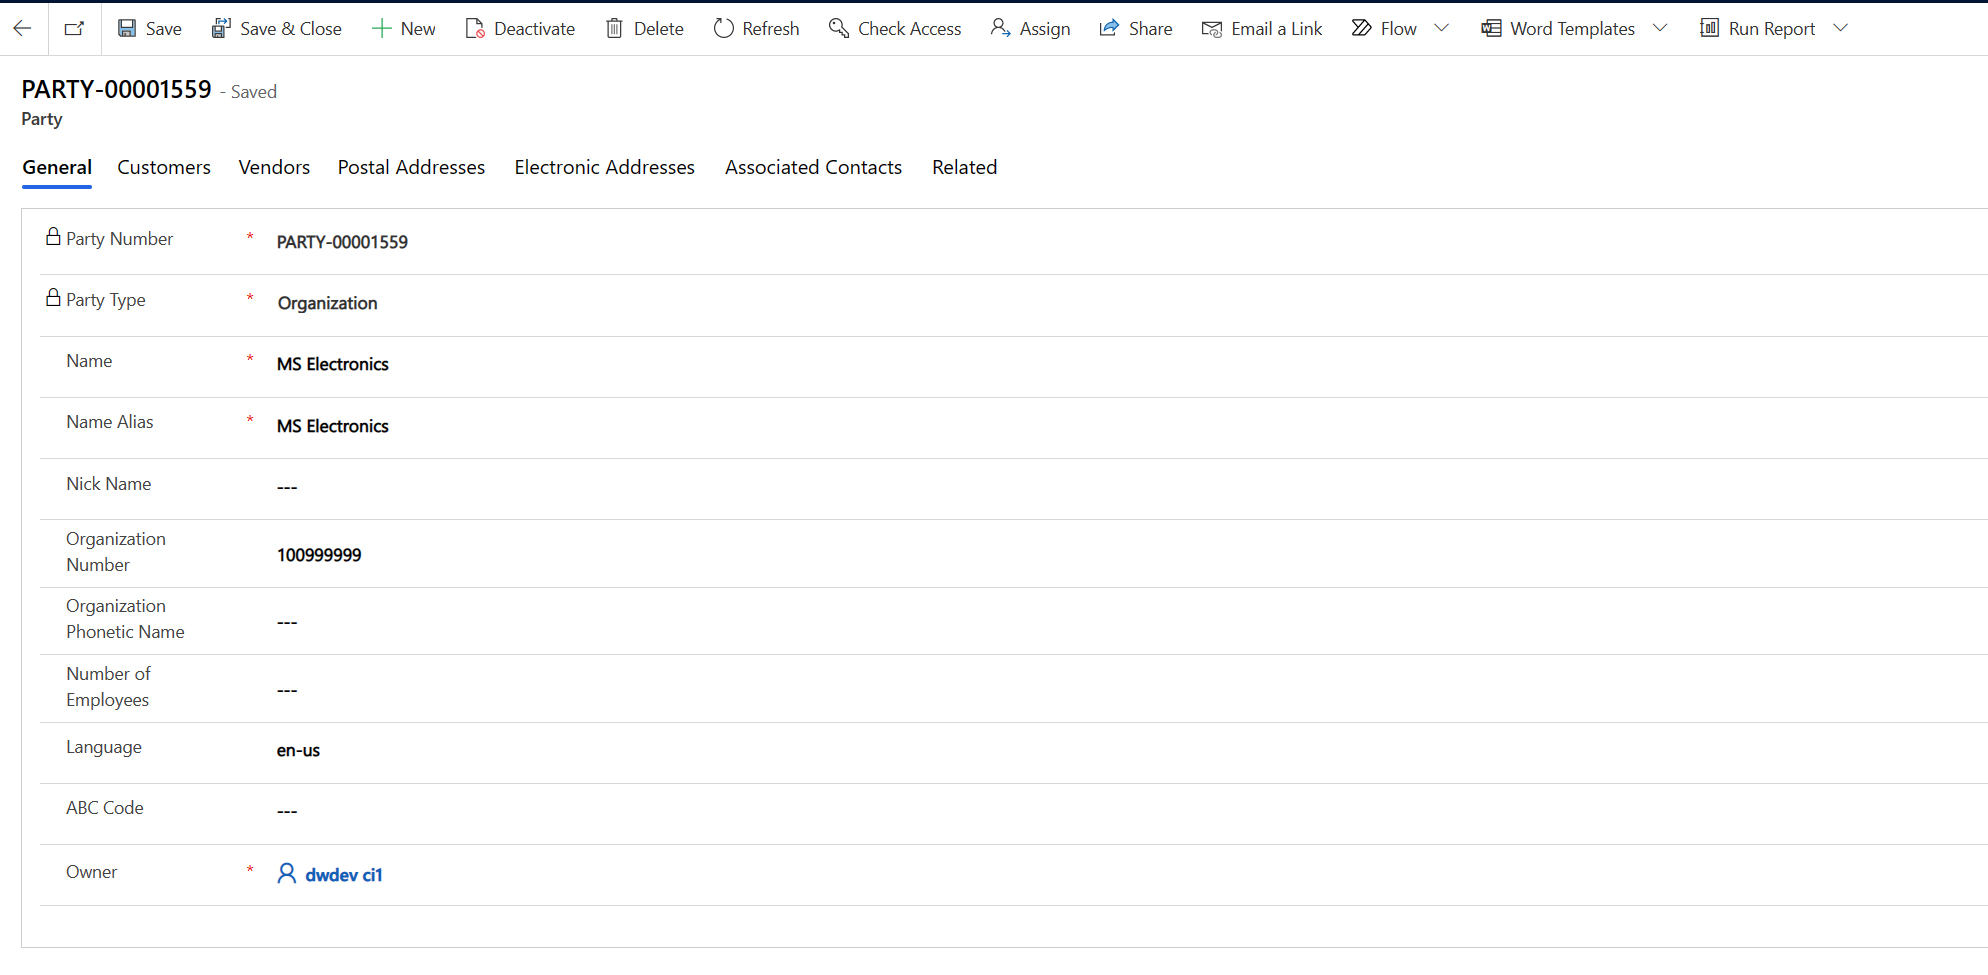 Save Save & Close New Deactivate Delete Refresh Check Access Assign Share Email a Link Flow Word Templates Run Report
PARTY-00001559 - Saved
Party
General Customers Vendors Postal Addresses Electronic Addresses Associated Contacts Related
Party Number * PARTY-00001559
Party Type * Organization
Name * MS Electronics
Name Alias * MS Electronics
Nick Name ---
Organization
Number 100999999
Organization
Phonetic Name ---
Number of
Employees ---
Language en-us
ABC Code ---
Owner * dwdev ci1